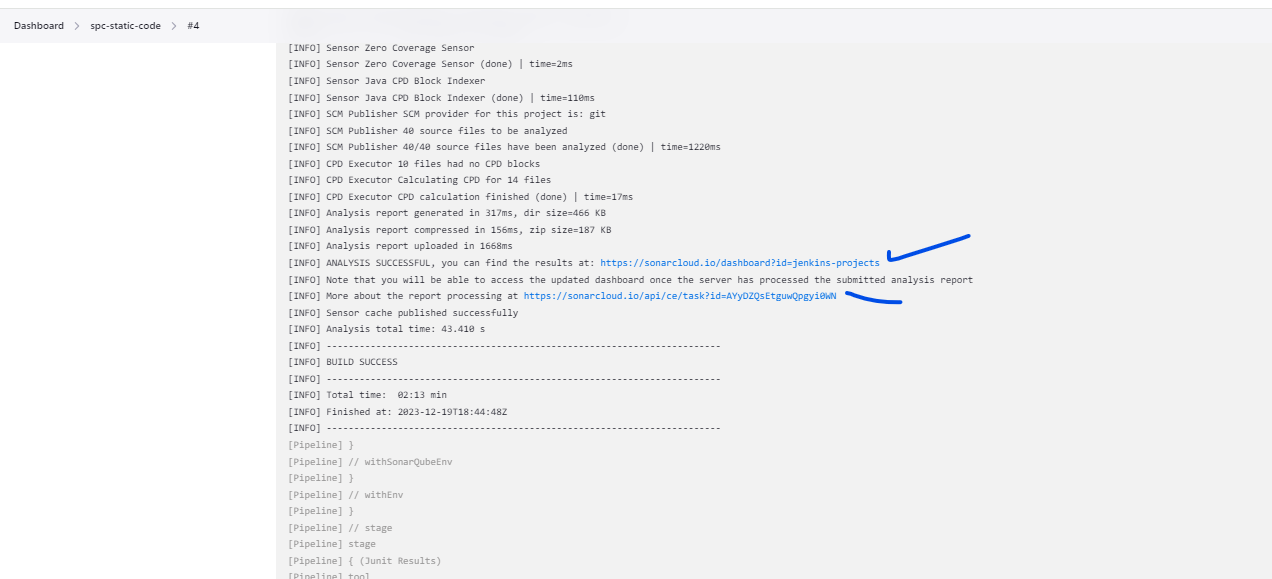 Dashboard > spc-static-code > #4
[INFO] Sensor Zero Coverage Sensor
[INFO] Sensor Zero Coverage Sensor (done) | time=2ms
[INFO] Sensor Java CPD Block Indexer
[INFO] Sensor Java CPD Block Indexer (done) | time=110ms
[INFO] SCM Publisher SCM provider for this project is: git
[INFO] SCM Publisher 40 source files to be analyzed
[INFO] SCM Publisher 40/40 source files have been analyzed (done) | time=1220ms
[INFO] CPD Executor 10 files had no CPD blocks
[INFO] CPD Executor Calculating CPD for 14 files
[INFO] CPD Executor CPD calculation finished (done) | time=17ms
[INFO] Analysis report generated in 317ms, dir size=466 KB
[INFO] Analysis report compressed in 156ms, zip size=187 KB
[INFO] Analysis report uploaded in 1668ms
[INFO] ANALYSIS SUCCESSFUL, you can find the results at: https://sonarcloud.io/dashboard?id=jenkins-projects
[INFO] Note that you will be able to access the updated dashboard once the server has processed the submitted analysis report
[INFO] More about the report processing at https://sonarcloud.io/api/ce/task?id=AYyDZQsEtguwQpgyi0WN
[INFO] Sensor cache published successfully
[INFO] Analysis total time: 43.410 s
[INFO] ------------------------------------------------------------------------
[INFO] BUILD SUCCESS
[INFO] ------------------------------------------------------------------------
[INFO] Total time:  02:13 min
[INFO] Finished at: 2023-12-19T18:44:48Z
[INFO] ------------------------------------------------------------------------
[Pipeline] }
[Pipeline] // withSonarQubeEnv
[Pipeline] }
[Pipeline] // withEnv
[Pipeline] }
[Pipeline] // stage
[Pipeline] stage
[Pipeline] { (Junit Results)
[Pipeline] tool